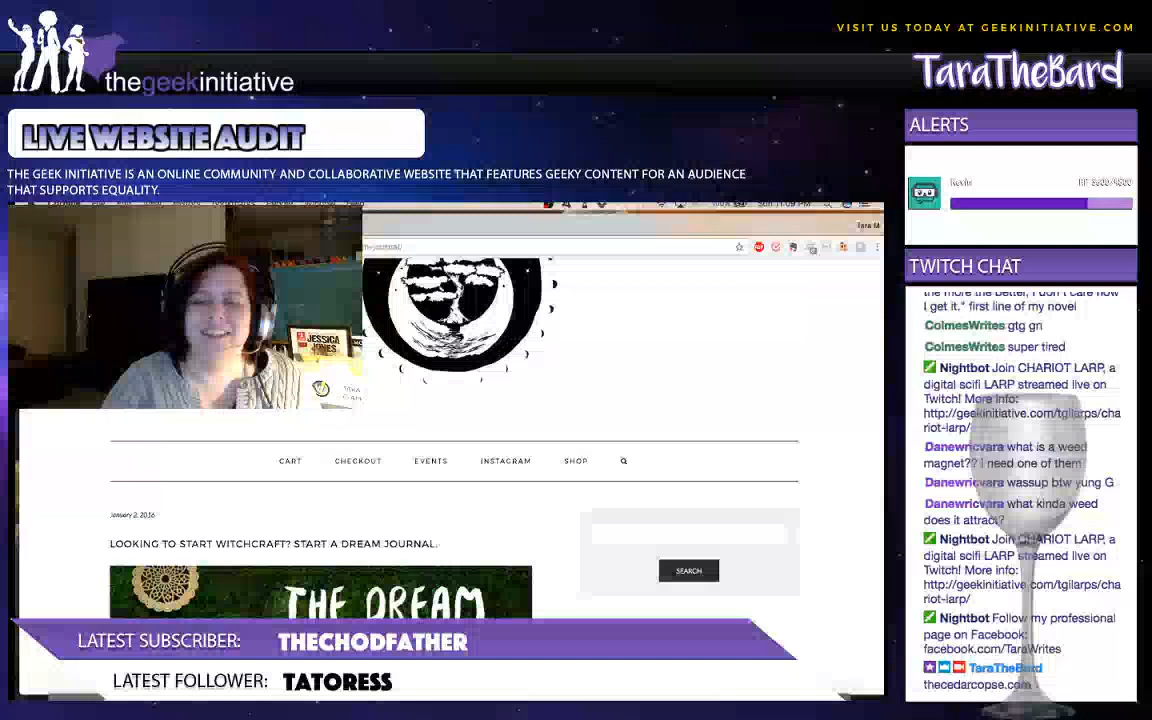 VISIT US TODAY AT GEEKINITIATIVE.COM
thegeekinitiative
TaraTheBard
LIVE WEBSITE AUDIT
THE GEEK INITIATIVE IS AN ONLINE COMMUNITY AND COLLABORATIVE WEBSITE THAT FEATURES GEEKY CONTENT FOR AN AUDIENCE
THAT SUPPORTS EQUALITY.
Tara M
JESSICA
JONES
CART
CHECKOUT
EVENTS
INSTAGRAM
SHOP
January 2, 2016
LOOKING TO START WITCHCRAFT? START A DREAM JOURNAL.
SEARCH
THE DREAM
LATEST SUBSCRIBER: THECHODFATHER
LATEST FOLLOWER: TATORESS
ALERTS
TWITCH CHAT
the more the better, I don't care how
I get it." first line of my novel
ColmesWrites gtg gn
ColmesWrites super tired
Nightbot Join CHARIOT LARP, a
digital scifi LARP streamed live on
Twitch! More info:
http://geekinitiative.com/tgilarps/cha
riot-larp/
Danewricvara what is a weed
magnet?? I need one of them
Danewricvara wassup btw yung G
Danewricvara what kinda weed
does it attract?
Nightbot Join CHARIOT LARP, a
digital scifi LARP streamed live on
Twitch! More info:
http://geekinitiative.com/tgilarps/cha
riot-larp/
Nightbot Follow my professional
page on Facebook:
facebook.com/TaraWrites
TaraTheBard
thecedarcopse.com